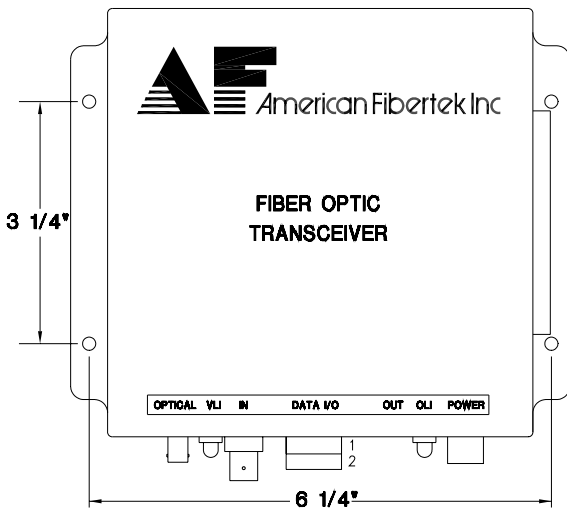 American Fibertek Inc
FIBER OPTIC
TRANSCEIVER
3 1/4"
OPTICAL VLI IN DATA I/O OUT OLI POWER
1
2
6 1/4"